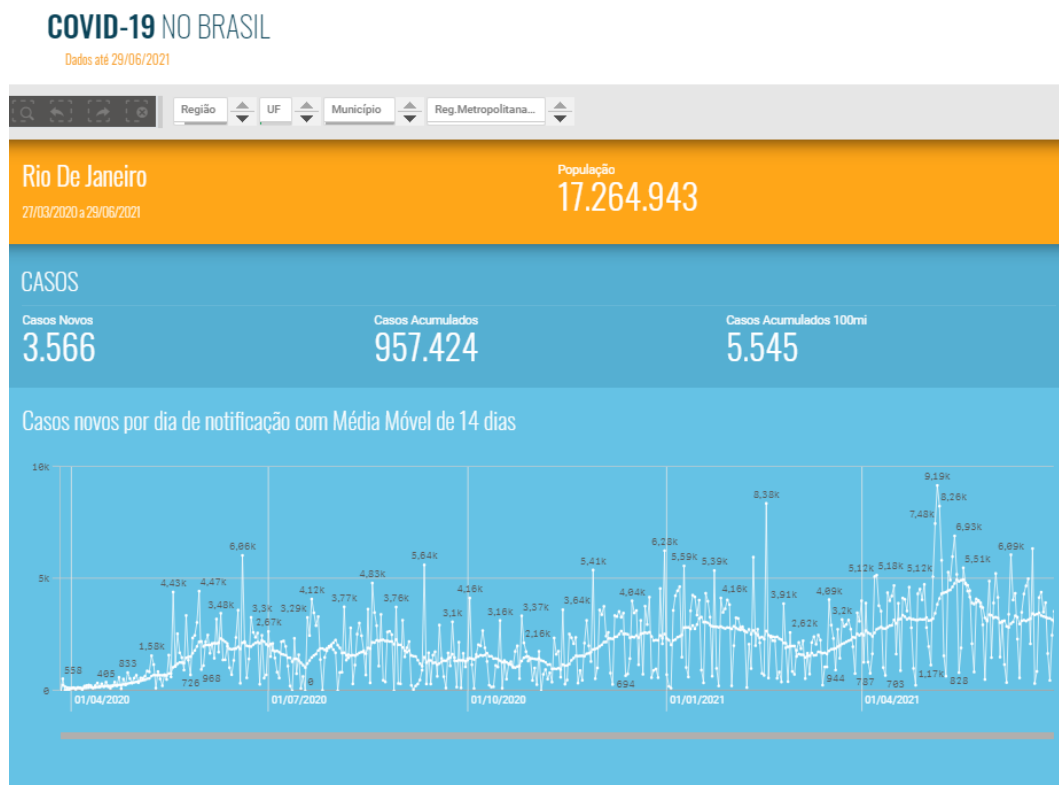 COVID-19 NO BRASIL
Dados até 29/06/2021
Região UF Município Reg.Metropolitana...
Rio De Janeiro
27/03/2020 a 29/06/2021
População
17.264.943
CASOS
Casos Novos
3.566
Casos Acumulados
957.424
Casos Acumulados 100mi
5.545
Casos novos por dia de notificação com Média Móvel de 14 dias
10K
5K
0
558
405
833
1,58k
4,43k
726
4,47k
968
3,48k
6,06k
3,3k
2,67k
3,29k
0
4,12k
3,77k
4,83k
3,76k
5,64k
3,1k
4,16k
3,16k
3,37k
2,16k
3,64k
5,41k
694
4,04k
6,28k
5,59k
5,39k
4,16k
8,38k
3,91k
2,62k
4,09k
944
3,2k
787
5,12k
5,18k
703
5,12k
7,48k
1,17k
9,19k
8,26k
828
6,93k
5,51k
6,09k
01/04/2020
01/07/2020
01/10/2020
01/01/2021
01/04/2021